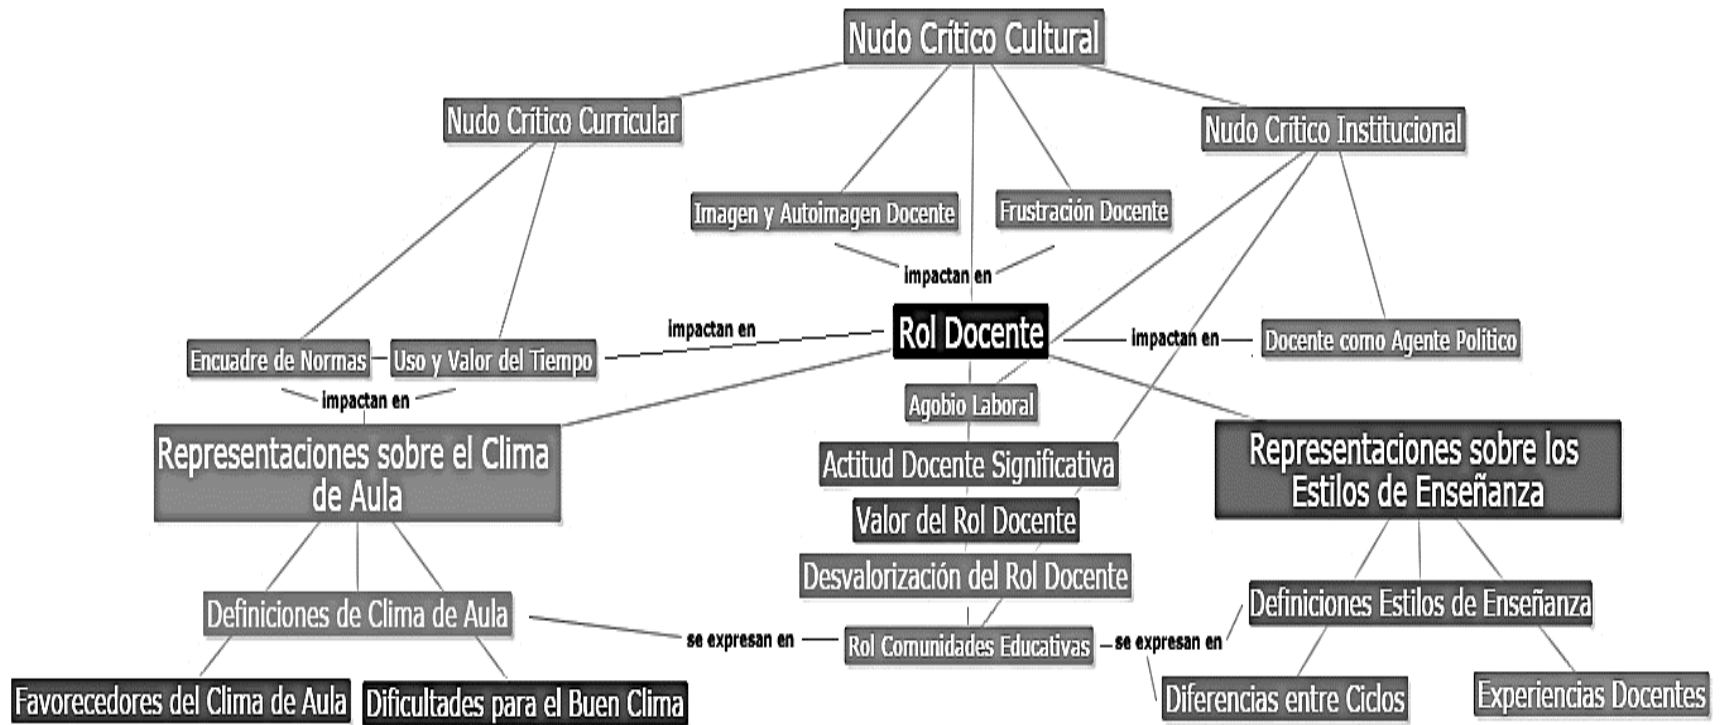 Nudo Crítico Cultural
Nudo Crítico Curricular
Nudo Crítico Institucional
Imagen y Autoimagen Docente
Frustración Docente
impactan en
Rol Docente
impactan en
impactan en
Docente como Agente Político
Encuadre de Normas
Uso y Valor del Tiempo
impactan en
Agobio Laboral
Representaciones sobre el Clima
de Aula
Actitud Docente Significativa
Representaciones sobre los
Estilos de Enseñanza
Valor del Rol Docente
Desvalorización del Rol Docente
Definiciones de Clima de Aula
Definiciones Estilos de Enseñanza
se expresan en
Rol Comunidades Educativas
se expresan en
Favorecedores del Clima de Aula
Dificultades para el Buen Clima
Diferencias entre Ciclos
Experiencias Docentes